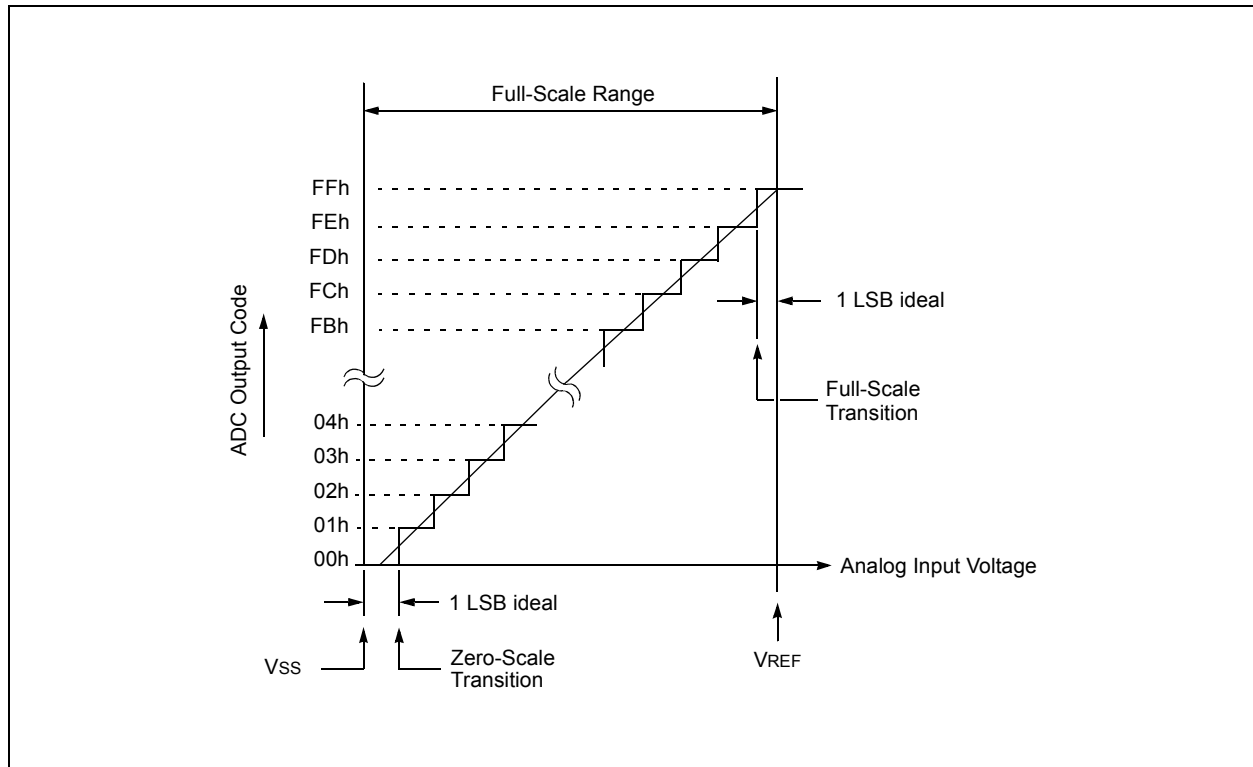 Full-Scale Range
FFh
FEh
FDh
FCh
FBh
1 LSB ideal
ADC Output Code
Full-Scale
Transition
04h
03h
02h
01h
00h
Analog Input Voltage
1 LSB ideal
VSS
Zero-Scale
Transition
VREF